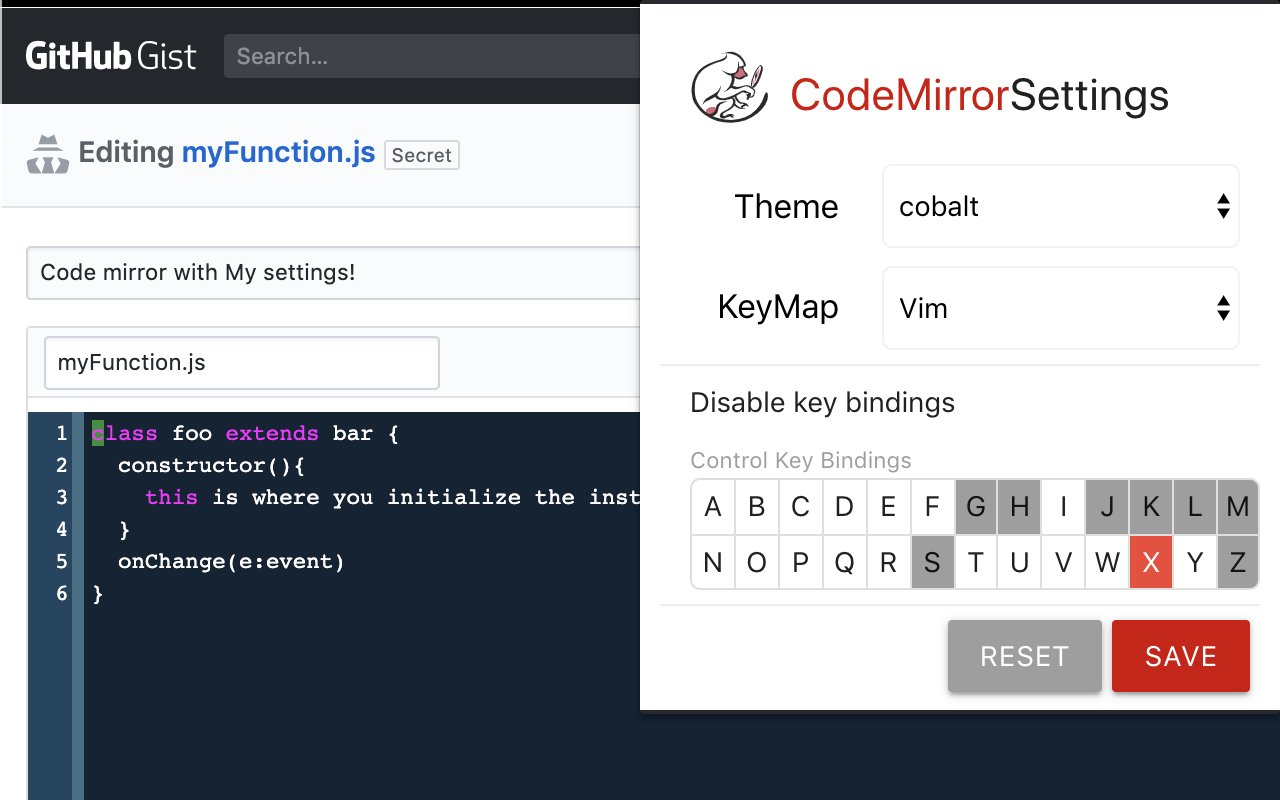 GitHub Gist
Search...
Editing myFunction.js Secret
Code mirror with My settings!
myFunction.js
1 class foo extends bar {
2 constructor(){
3 this is where you initialize the inst
4 }
5 onChange(e:event)
6 }
CodeMirrorSettings
Theme cobalt
KeyMap Vim
Disable key bindings
Control Key Bindings
A B C D E F G H I J K L M
N O P Q R S T U V W X Y Z
RESET SAVE